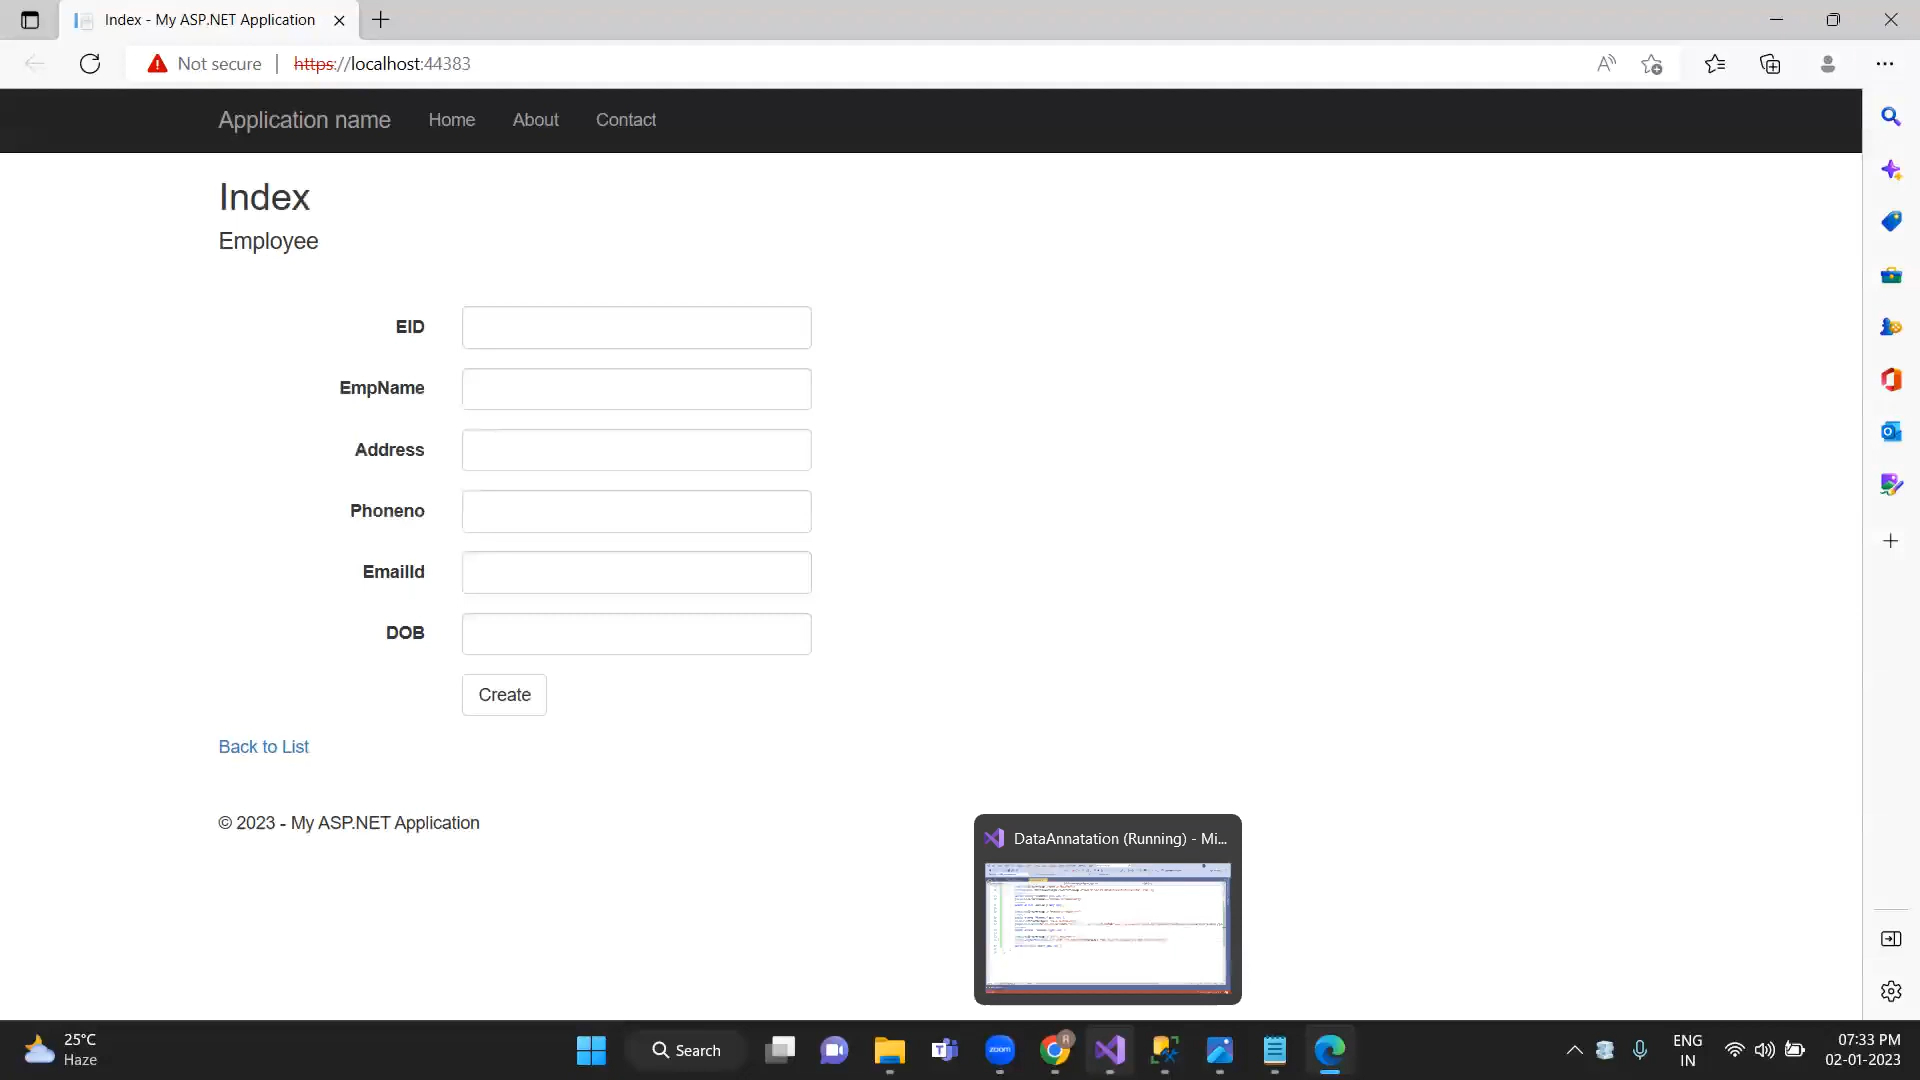 Index - My ASP.NET Application
Not secure | https://localhost:44383
Application name Home About Contact
Index
Employee
EID
EmpName
Address
Phoneno
EmailId
DOB
Create
Back to List
© 2023 - My ASP.NET Application
DataAnnatation (Running) - Mi...
25°C
Haze
Search
zoom
R
ENG
IN
07:33 PM
02-01-2023